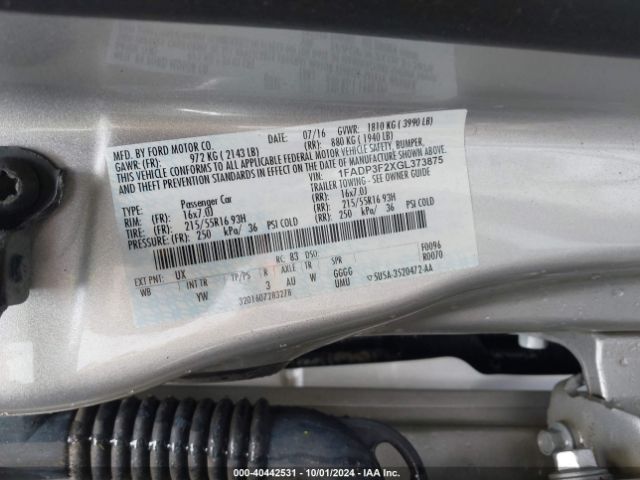 MFD. BY FORD MOTOR CO.
DATE: 07/16 GVWR: 1810 KG ( 3990 LB)
GAWR: (FR): 972 KG ( 2143 LB) (RR): 880 KG ( 1940 LB)
THIS VEHICLE CONFORMS TO ALL APPLICABLE FEDERAL MOTOR VEHICLE SAFETY, BUMPER,
AND THEFT PREVENTION STANDARDS IN EFFECT ON THE DATE OF MANUFACTURE SHOWN ABOVE.
VIN: 1FADP3F2XGL373875
TYPE: Passenger Car TRAILER TOWING - SEE OWNER GUIDE
RIM: (FR): 16x7.0J (RR): 16x7.0J
TIRE: (FR): 215/55R16 93H (RR): 215/55R16 93H
PRESSURE: (FR): 250 kPa/ 36 PSI COLD (RR): 250 kPa/ 36 PSI COLD
RC: 83 DSO: F0096
EXT PNT: UX R0070
WB INT TR TP/PS R AXLE TR SPR
YW 3 AU W GGGG
UMU
3201607283278
SUSA-3520472-AA
000-40442531 - 10/01/2024 - IAA Inc.